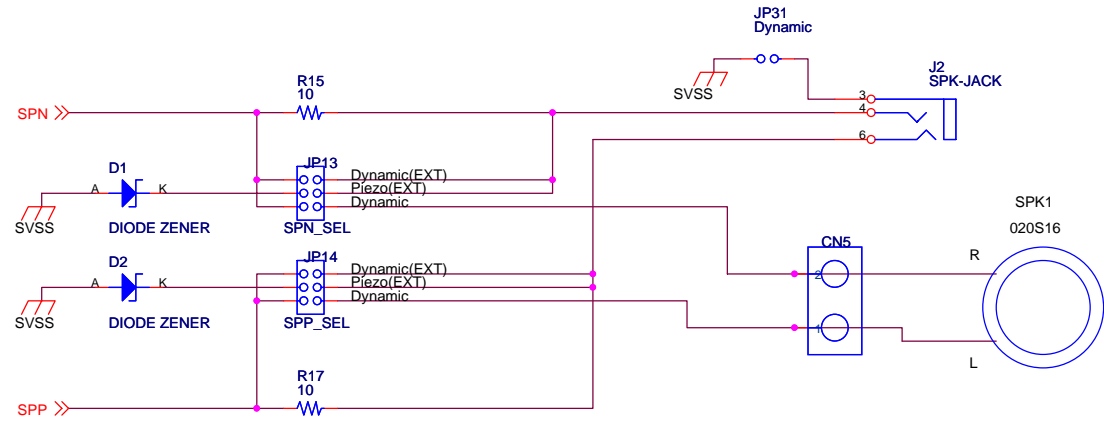 JP31
Dynamic
SVSS
J2
SPK-JACK
3
4
6
R15
10
SPN
D1
A K
SVSS
DIODE ZENER
JP13
Dynamic(EXT)
Piezo(EXT)
Dynamic
SPN_SEL
D2
A K
SVSS
DIODE ZENER
JP14
Dynamic(EXT)
Piezo(EXT)
Dynamic
SPP_SEL
CN5
2
1
SPK1
020S16
R
L
R17
10
SPP